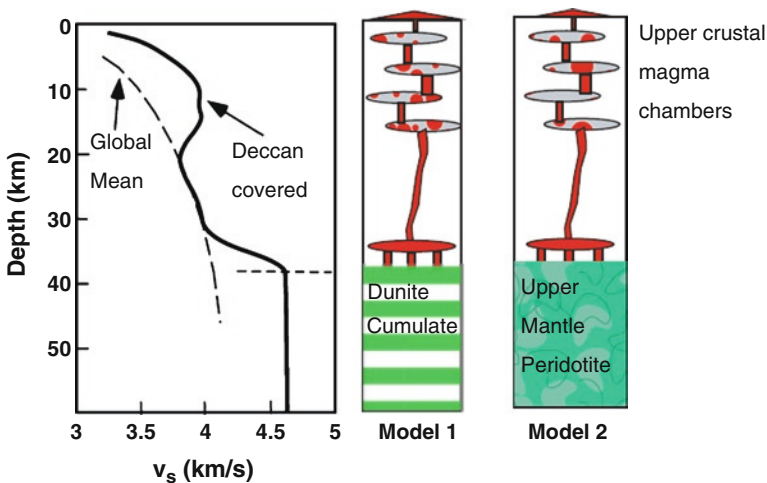 0
10
20
30
40
50
Depth (km)
3
3.5
4
4.5
5
v_s (km/s)
Global
Mean
Deccan
covered
Dunite
Cumulate
Model 1
Upper
Mantle
Peridotite
Model 2
Upper crustal
magma
chambers